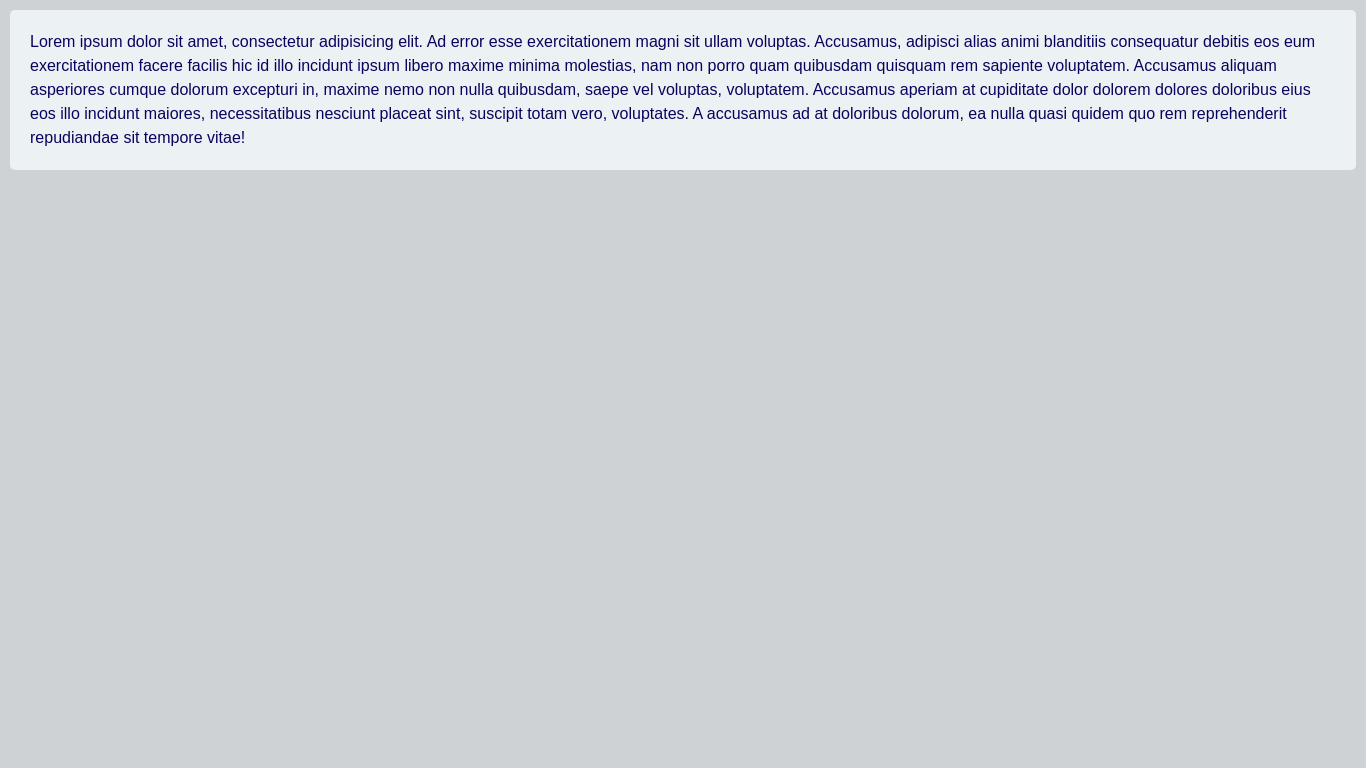 Lorem ipsum dolor sit amet, consectetur adipisicing elit. Ad error esse exercitationem magni sit ullam voluptas. Accusamus, adipisci alias animi blanditiis consequatur debitis eos eum
exercitationem facere facilis hic id illo incidunt ipsum libero maxime minima molestias, nam non porro quam quibusdam quisquam rem sapiente voluptatem. Accusamus aliquam
asperiores cumque dolorum excepturi in, maxime nemo non nulla quibusdam, saepe vel voluptas, voluptatem. Accusamus aperiam at cupiditate dolor dolorem dolores doloribus eius
eos illo incidunt maiores, necessitatibus nesciunt placeat sint, suscipit totam vero, voluptates. A accusamus ad at doloribus dolorum, ea nulla quasi quidem quo rem reprehenderit
repudiandae sit tempore vitae!